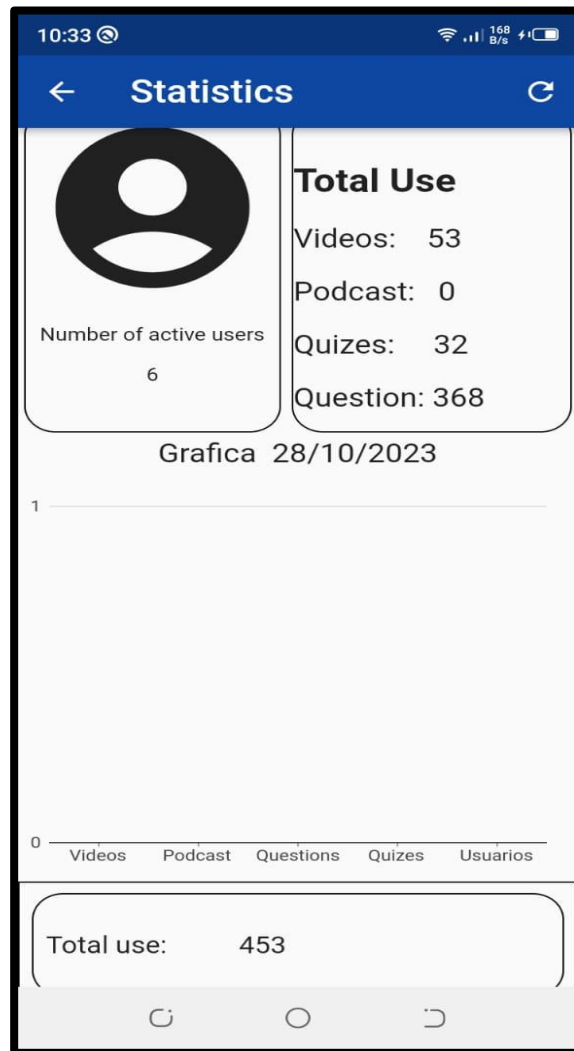 10:33
168
B/s
Statistics
Number of active users
6
Total Use
Videos: 53
Podcast: 0
Quizes: 32
Question: 368
Grafica 28/10/2023
1
0
Videos Podcast Questions Quizes Usuarios
Total use: 453